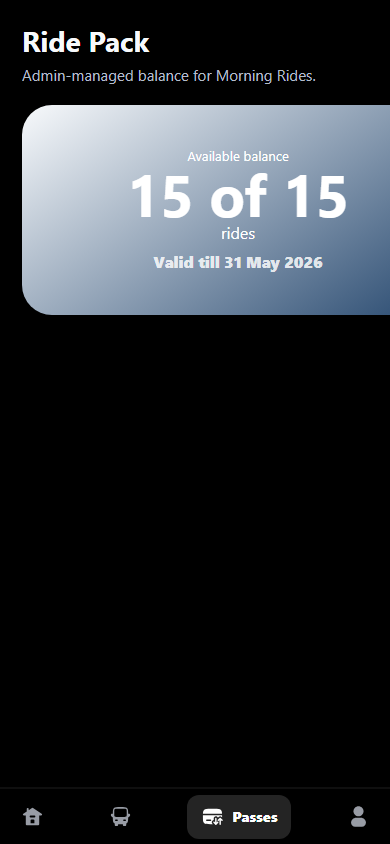 Ride Pack
Admin-managed balance for Morning Rides.
Available balance
15 of 15
rides
Valid till 31 May 2026
Passes